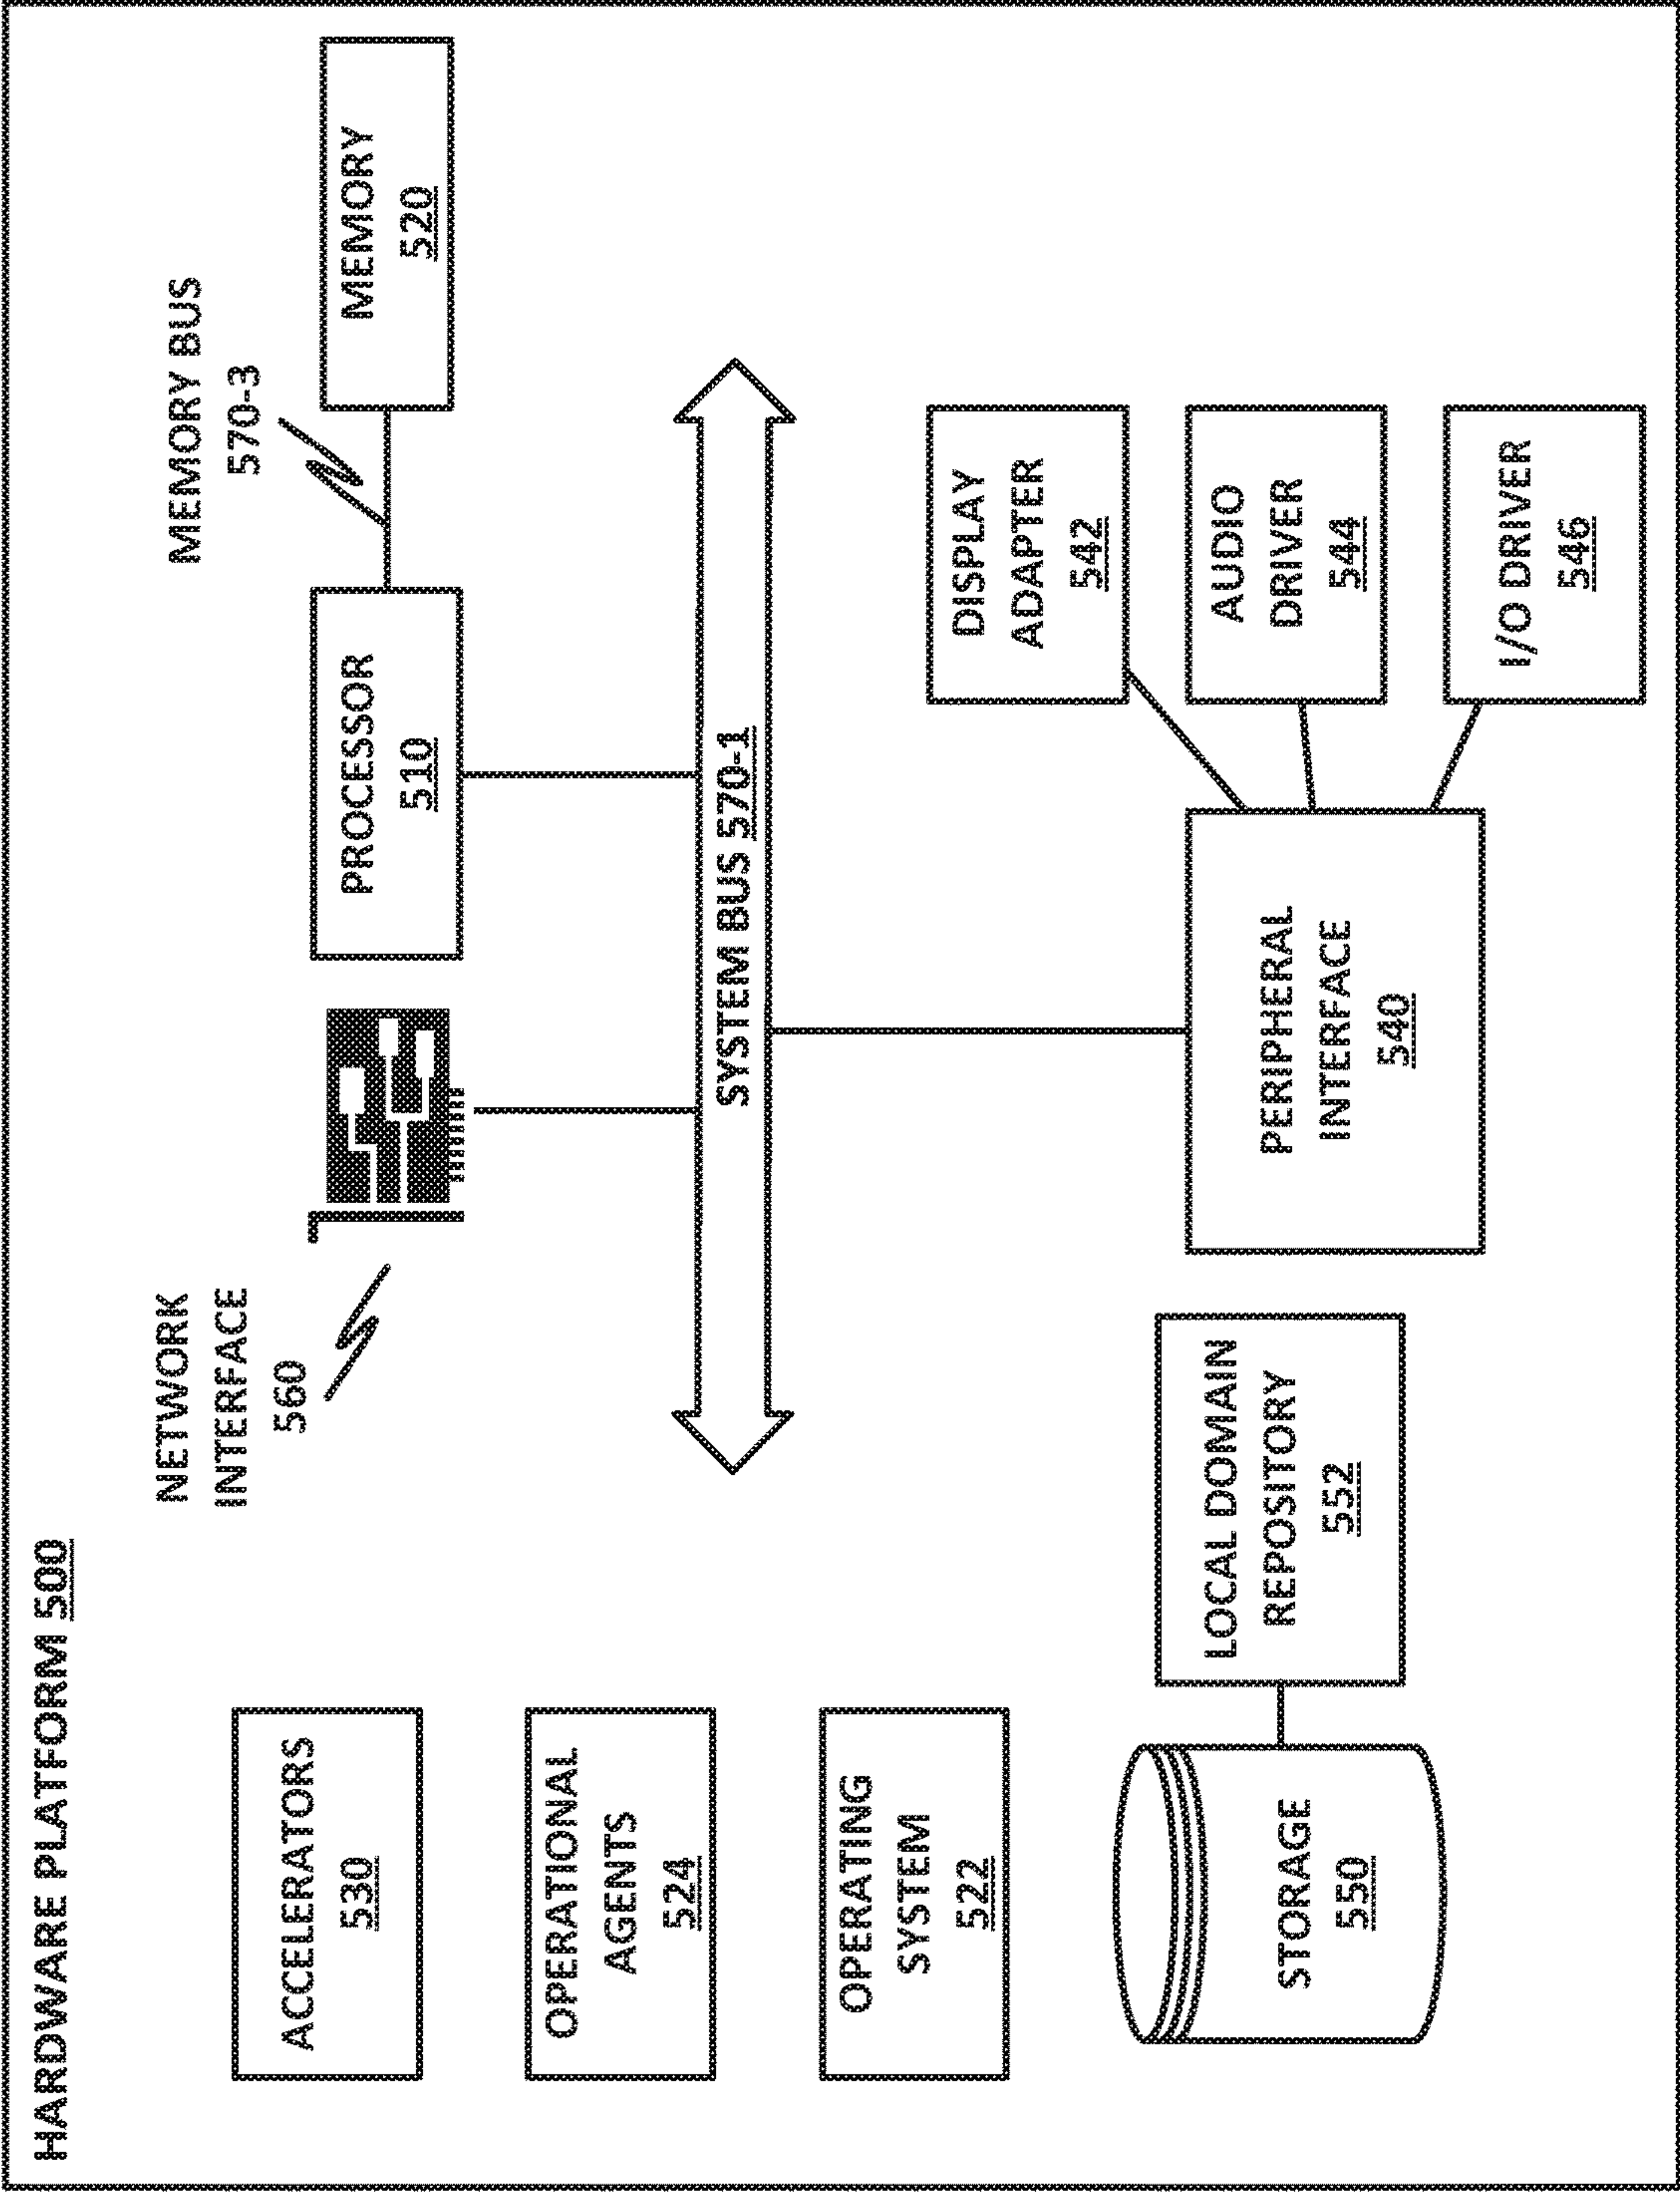 HARDWARE PLATFORM 500
ACCELERATORS
530
OPERATIONAL
AGENTS
524
OPERATING
SYSTEM
522
STORAGE
550
LOCAL DOMAIN
REPOSITORY
552
NETWORK
INTERFACE
560
PROCESSOR
510
MEMORY BUS
570-3
MEMORY
520
SYSTEM BUS 570-1
PERIPHERAL
INTERFACE
540
DISPLAY
ADAPTER
542
AUDIO
DRIVER
544
I/O DRIVER
546